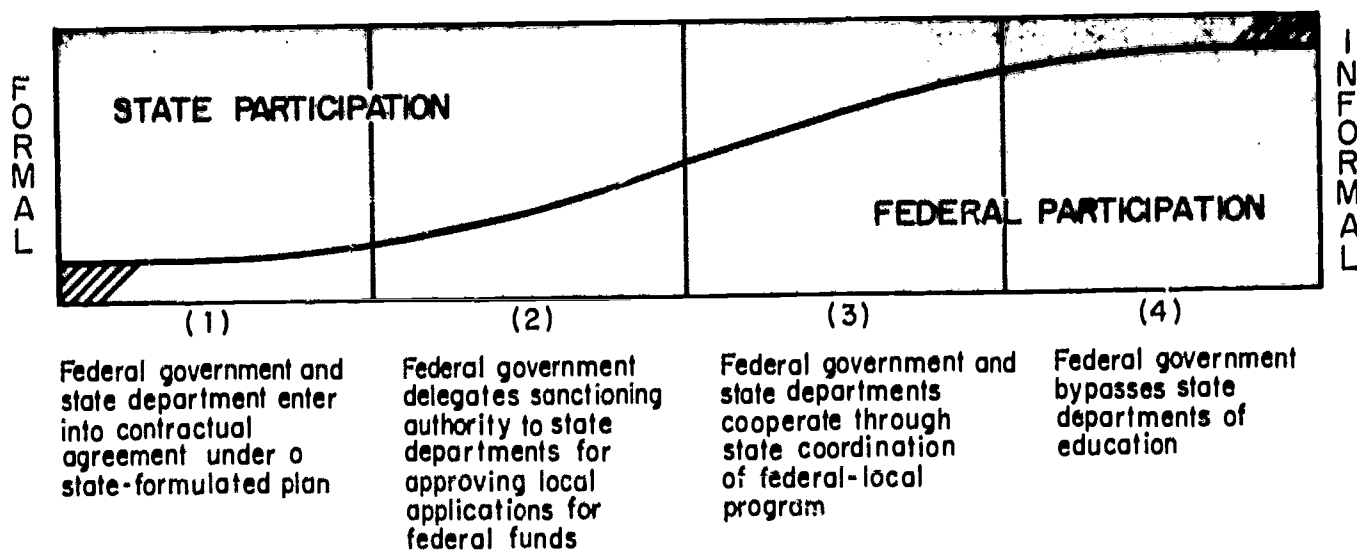 FORMAL
STATE PARTICIPATION
FEDERAL PARTICIPATION
INFORMAL
(1)
(2)
(3)
(4)
Federal government and
state department enter
into contractual
agreement under a
state-formulated plan
Federal government
delegates sanctioning
authority to state
departments for
approving local
applications for
federal funds
Federal government and
state departments
cooperate through
state coordination
of federal-local
program
Federal government
bypasses state
departments of
education